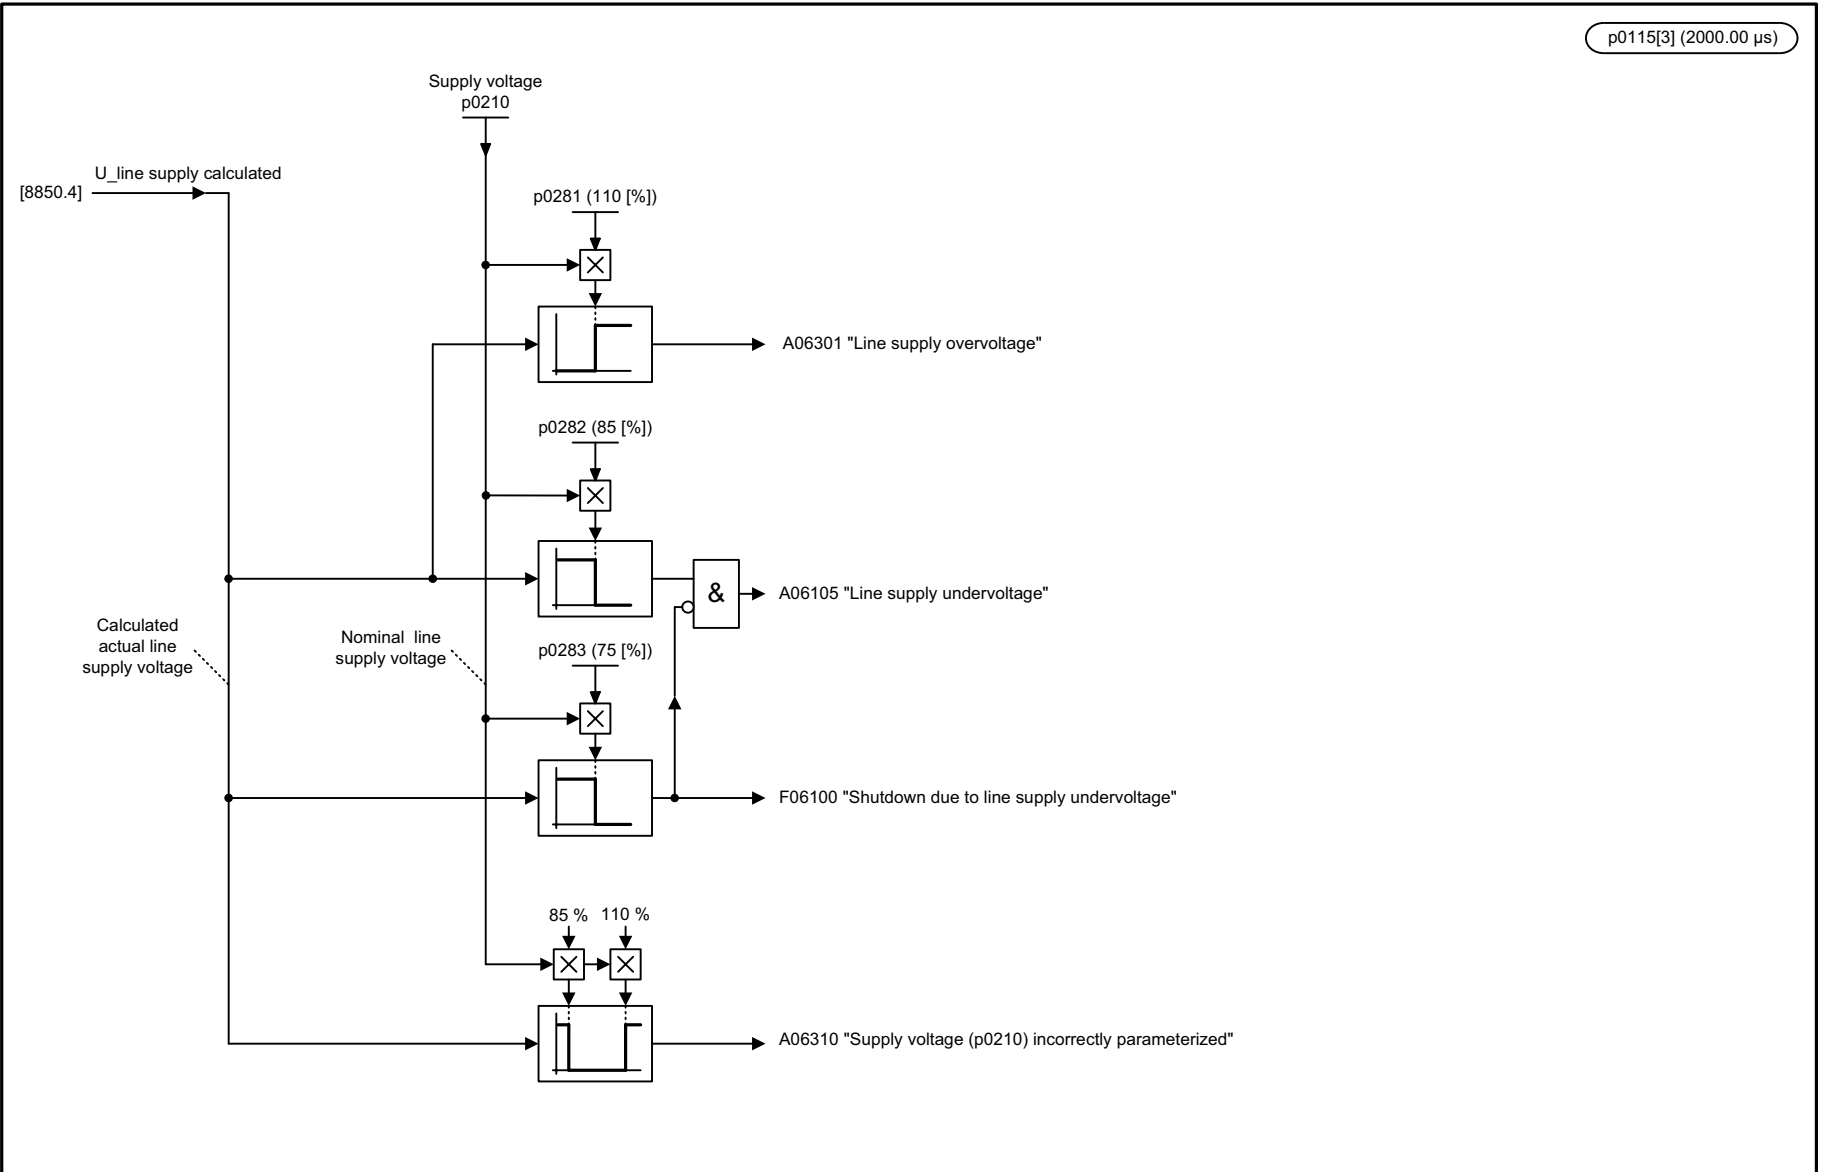 p0115[3] (2000.00 µs)
Supply voltage
p0210
U_line supply calculated
[8850.4]
p0281 (110 [%])
A06301 "Line supply overvoltage"
p0282 (85 [%])
&
A06105 "Line supply undervoltage"
Calculated
actual line
supply voltage
Nominal line
supply voltage
p0283 (75 [%])
F06100 "Shutdown due to line supply undervoltage"
85 % 110 %
A06310 "Supply voltage (p0210) incorrectly parameterized"